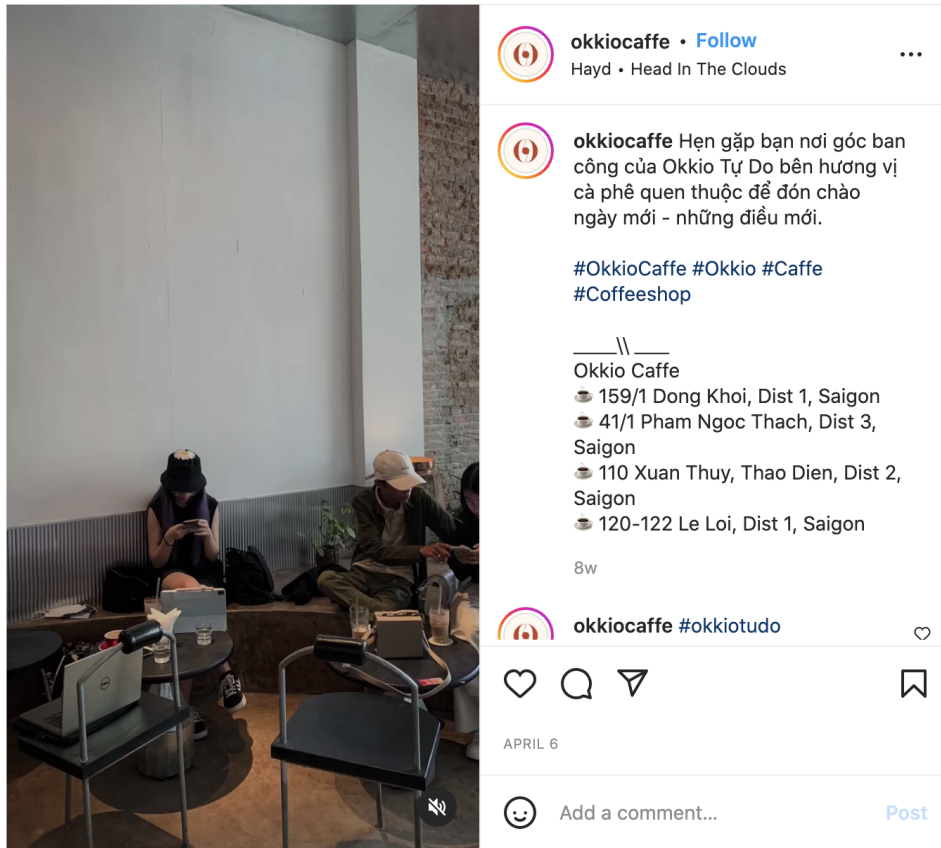 okkiocaffe • Follow
Hayd • Head In The Clouds
okkiocaffe Hẹn gặp bạn nơi góc ban
công của Okkio Tự Do bên hương vị
cà phê quen thuộc để đón chào
ngày mới - những điều mới.
#OkkioCaffe #Okkio #Caffe
#Coffeeshop
_____\\ ____
Okkio Caffe
☕ 159/1 Dong Khoi, Dist 1, Saigon
☕ 41/1 Pham Ngoc Thach, Dist 3,
Saigon
☕ 110 Xuan Thuy, Thao Dien, Dist 2,
Saigon
☕ 120-122 Le Loi, Dist 1, Saigon
8w
okkiocaffe #okkiotudo
APRIL 6
Add a comment...
Post
DELL